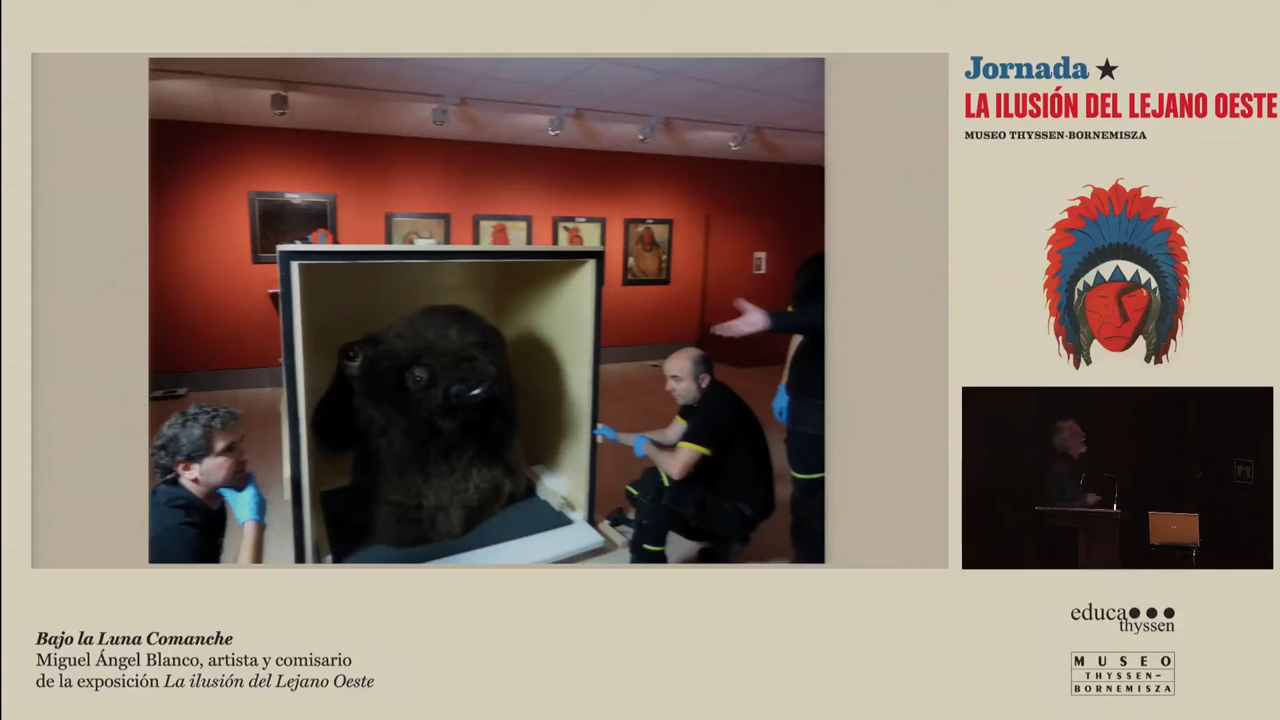 Jornada
LA ILUSIÓN DEL LEJANO OESTE
MUSEO THYSSEN-BORNEMISZA
educa
thyssen
MUSEO
THYSSEN-
BORNEMISZA
Bajo la Luna Comanche
Miguel Ángel Blanco, artista y comisario
de la exposición La ilusión del Lejano Oeste